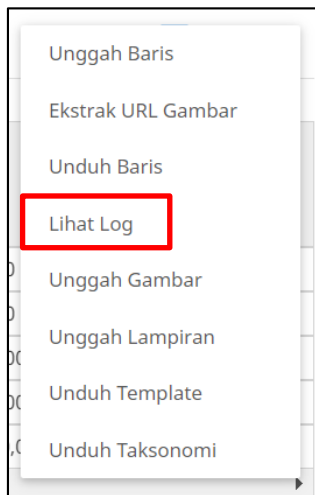 Unggah Baris
Ekstrak URL Gambar
Unduh Baris
Lihat Log
Unggah Gambar
Unggah Lampiran
Unduh Template
Unduh Taksonomi